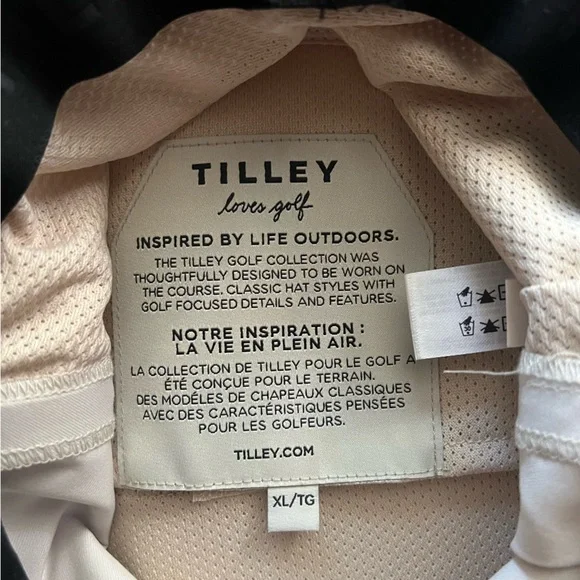 TILLEY
loves golf
INSPIRED BY LIFE OUTDOORS.
THE TILLEY GOLF COLLECTION WAS
THOUGHTFULLY DESIGNED TO BE WORN ON
THE COURSE. CLASSIC HAT STYLES WITH
GOLF FOCUSED DETAILS AND FEATURES.
NOTRE INSPIRATION :
LA VIE EN PLEIN AIR.
LA COLLECTION DE TILLEY POUR LE GOLF A
ÉTÉ CONÇUE POUR LE TERRAIN.
DES MODÈLES DE CHAPEAUX CLASSIQUES
AVEC DES CARACTÉRISTIQUES PENSÉES
POUR LES GOLFEURS.
TILLEY.COM
XL/TG